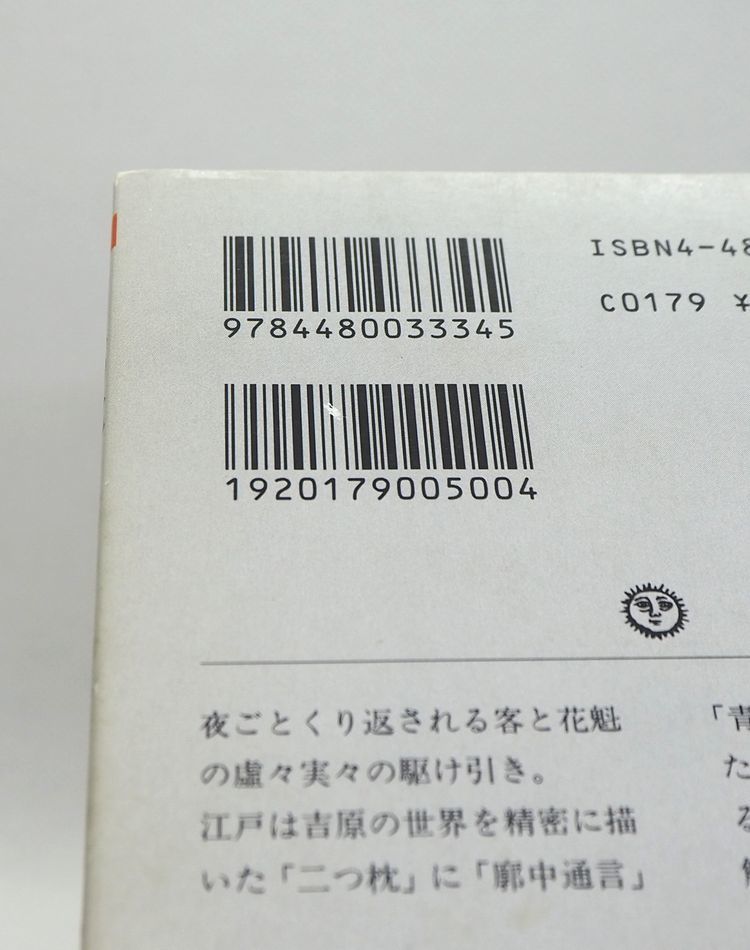 9784480033345
1920179005004
ISBN4-48
C0179 ¥
夜ごとくり返される客と花魁
の虚々実々の駆け引き。
江戸は吉原の世界を精密に描
いた「二つ枕」に「廓中通言」
「青
た
る